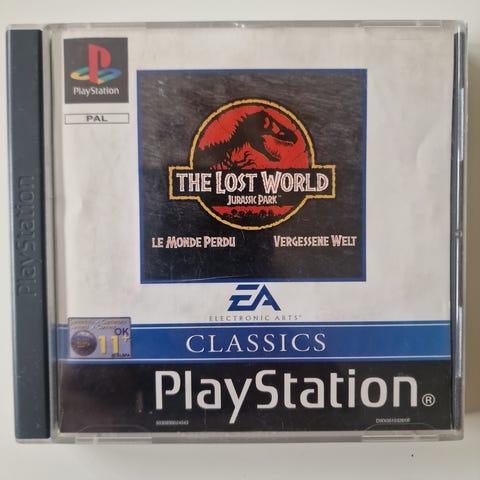 PlayStation
PlayStation
PAL
THE LOST WORLD
JURASSIC PARK
LE MONDE PERDU
VERGESSENE WELT
EA
ELECTRONIC ARTS
OK
11+
ELSPA
CLASSICS
PlayStation®